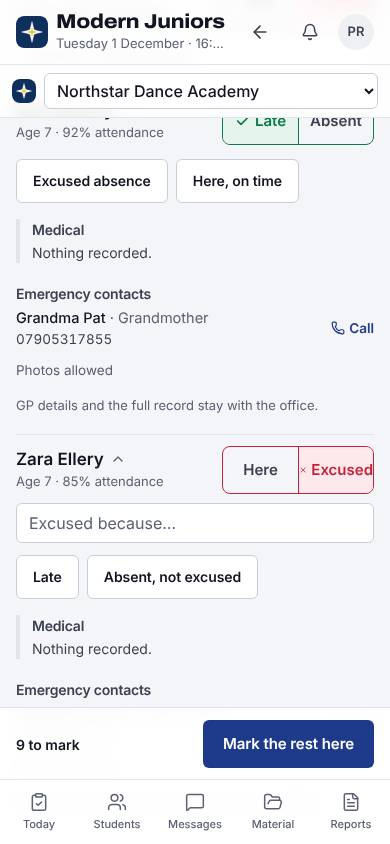 Modern Juniors
Tuesday 1 December · 16:...
PR
Northstar Dance Academy
Age 7 · 92% attendance
Late
Absent
Excused absence
Here, on time
Medical
Nothing recorded.
Emergency contacts
Grandma Pat · Grandmother
07905317855
Call
Photos allowed
GP details and the full record stay with the office.
Zara Ellery
Age 7 · 85% attendance
Here
× Excused
Excused because...
Late
Absent, not excused
Medical
Nothing recorded.
Emergency contacts
9 to mark
Mark the rest here
Today
Students
Messages
Material
Reports